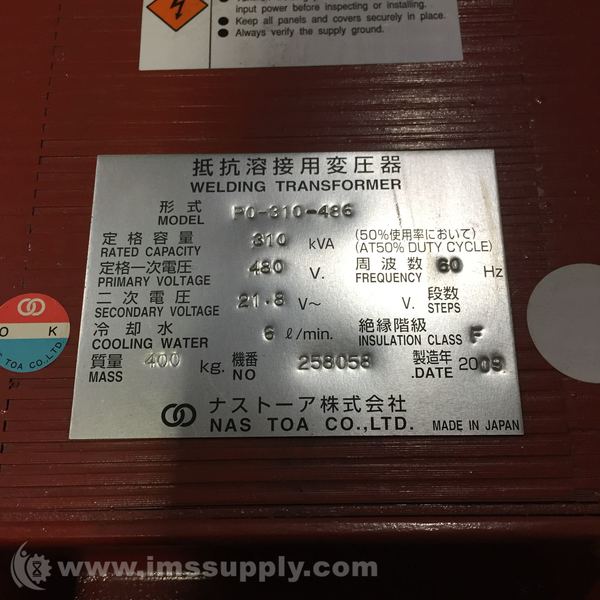 input power before inspecting or installing.
● Keep all panels and covers securely in place.
● Always verify the supply ground.
抵抗溶接用変圧器
WELDING TRANSFORMER
形式 MODEL PO-310-486
定格容量 RATED CAPACITY 310 kVA (50%使用率において) (AT50% DUTY CYCLE)
定格一次電圧 PRIMARY VOLTAGE 480 V. 周波数 FREQUENCY 60 Hz
二次電圧 SECONDARY VOLTAGE 21.8 V~ V. 段数 STEPS
冷却水 COOLING WATER 6 ℓ/min. 絶縁階級 INSULATION CLASS F
質量 MASS 400 kg. 機番 NO 258058 製造年 .DATE 2009
ナストーア株式会社
NAS TOA CO.,LTD. MADE IN JAPAN
O K
TOA CO.,LTD.
www.imssupply.com